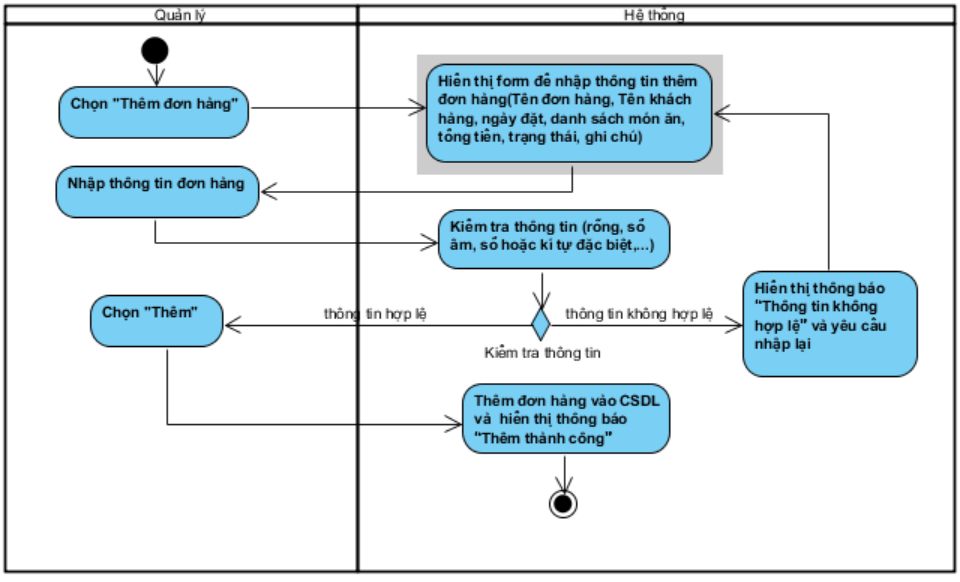 Quản lý
Hệ thống
Chọn "Thêm đơn hàng"
Hiển thị form để nhập thông tin thêm
đơn hàng(Tên đơn hàng, Tên khách
hàng, ngày đặt, danh sách món ăn,
tổng tiền, trạng thái, ghi chú)
Nhập thông tin đơn hàng
Kiểm tra thông tin (rỗng, số
âm, số hoặc kí tự đặc biệt,...)
Chọn "Thêm"
thông tin hợp lệ
thông tin không hợp lệ
Kiểm tra thông tin
Hiển thị thông báo
"Thông tin không
hợp lệ" và yêu cầu
nhập lại
Thêm đơn hàng vào CSDL
và hiển thị thông báo
"Thêm thành công"